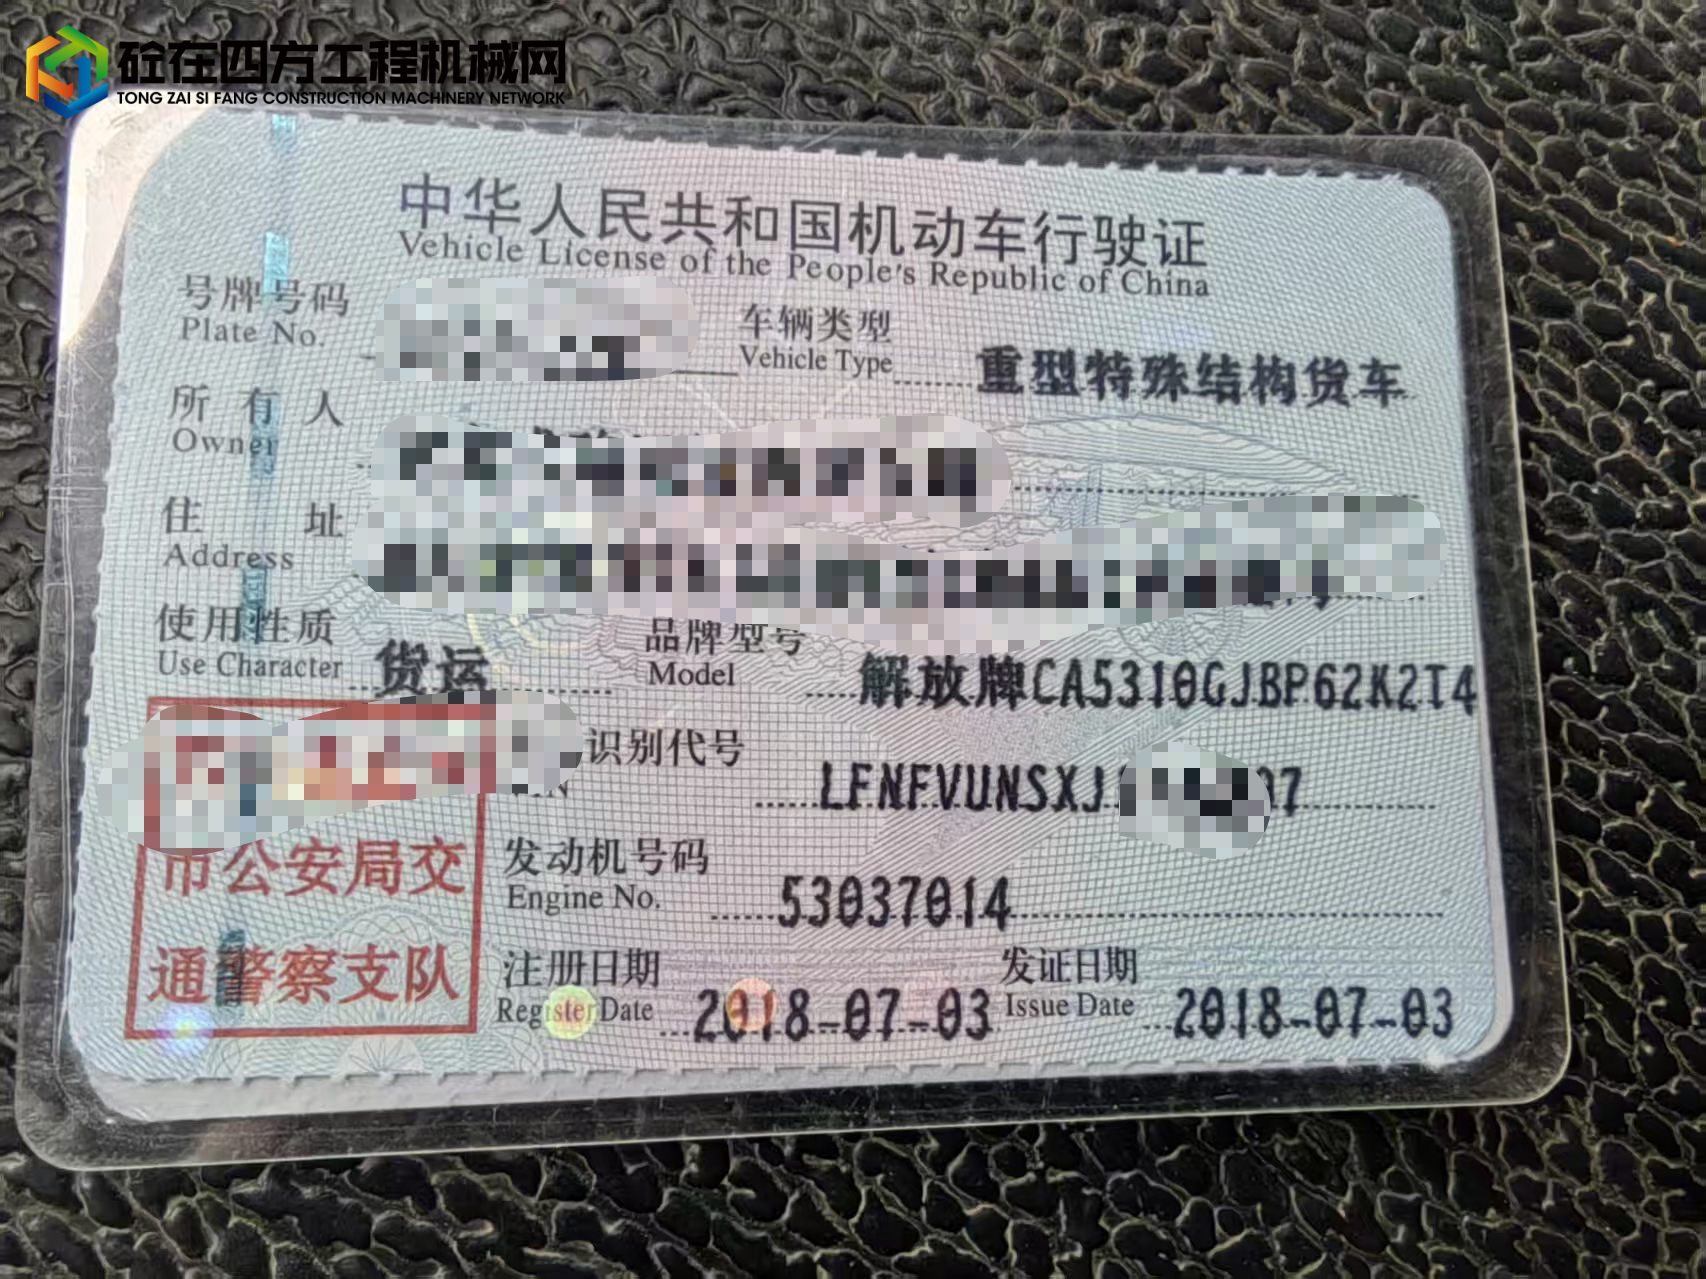 砼在四方工程机械网
TONG ZAI SI FANG CONSTRUCTION MACHINERY NETWORK
中华人民共和国机动车行驶证
Vehicle License of the People's Republic of China
号牌号码
Plate No.
车辆类型
Vehicle Type
重型特殊结构货车
所有人
Owner
住址
Address
使用性质
Use Character
货运
品牌型号
Model
解放牌CA5310GJBP62K2T4
识别代号
VIN
LFNFVUNSXJ
7
市公安局交
通警察支队
发动机号码
Engine No.
53037014
注册日期
Register Date
2018-07-03
发证日期
Issue Date
2018-07-03